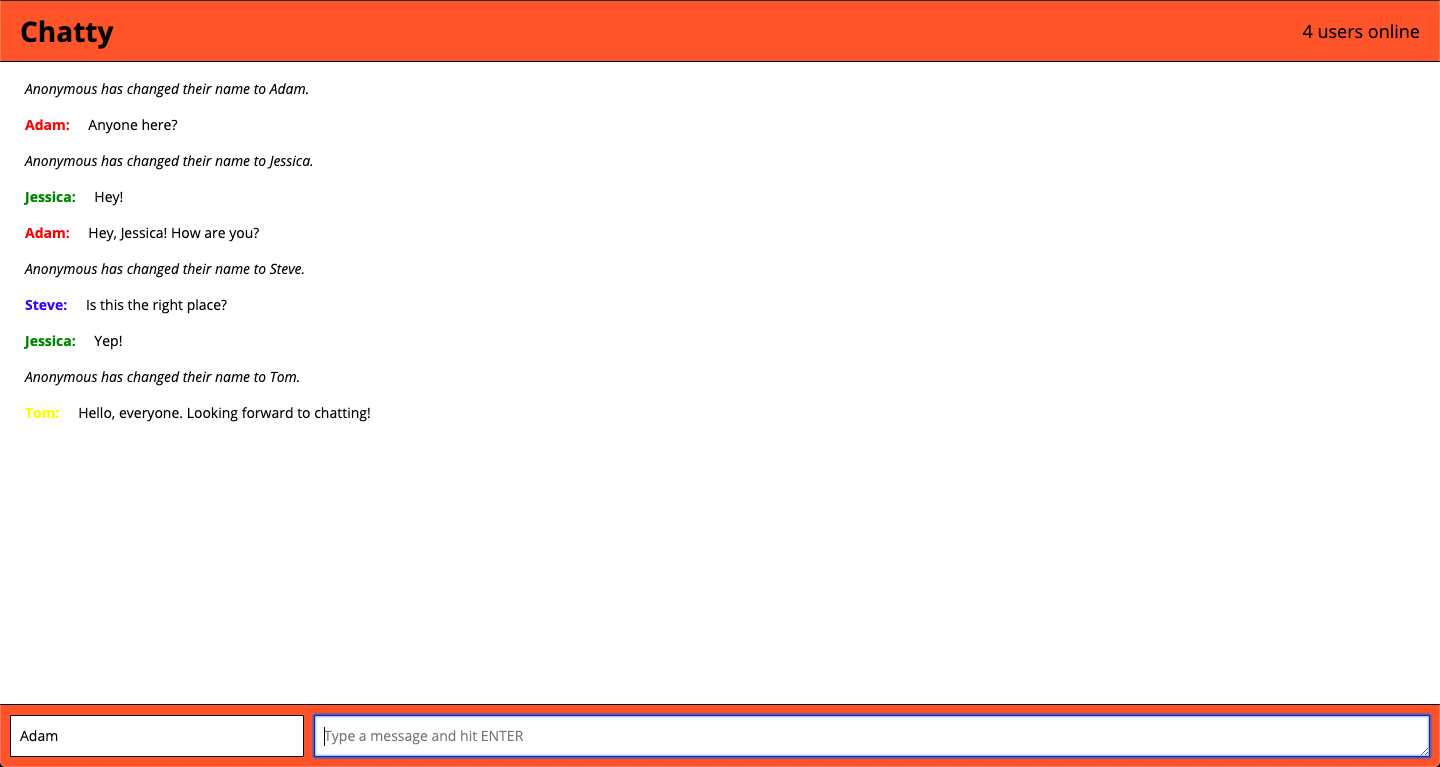 Chatty
4 users online
Anonymous has changed their name to Adam.
Adam: Anyone here?
Anonymous has changed their name to Jessica.
Jessica: Hey!
Adam: Hey, Jessica! How are you?
Anonymous has changed their name to Steve.
Steve: Is this the right place?
Jessica: Yep!
Anonymous has changed their name to Tom.
Tom: Hello, everyone. Looking forward to chatting!
Adam
Type a message and hit ENTER